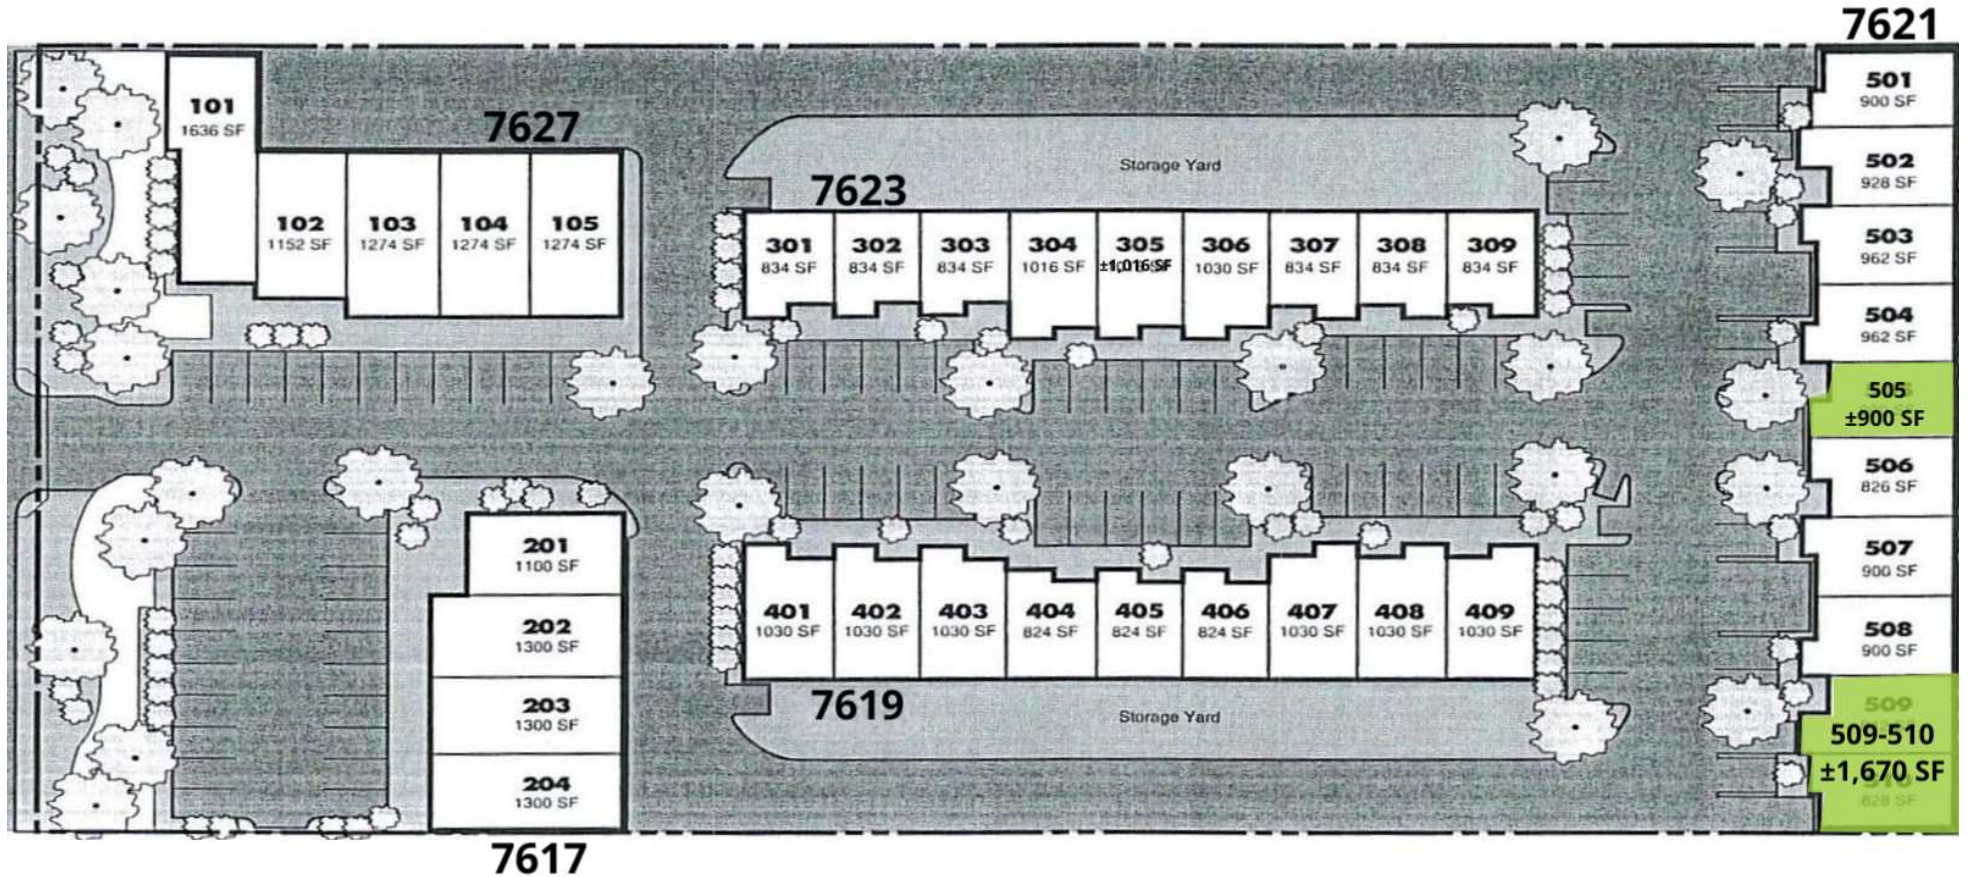 7621
501
900 SF
502
928 SF
503
962 SF
504
962 SF
505
±900 SF
506
826 SF
507
900 SF
508
900 SF
509
509-510
±1,670 SF
828 SF
101
1636 SF
7627
102
1152 SF
103
1274 SF
104
1274 SF
105
1274 SF
Storage Yard
7623
301
834 SF
302
834 SF
303
834 SF
304
1016 SF
305
±1,016 SF
306
1030 SF
307
834 SF
308
834 SF
309
834 SF
201
1100 SF
202
1300 SF
203
1300 SF
204
1300 SF
7617
401
1030 SF
402
1030 SF
403
1030 SF
404
824 SF
405
824 SF
406
824 SF
407
1030 SF
408
1030 SF
409
1030 SF
7619
Storage Yard